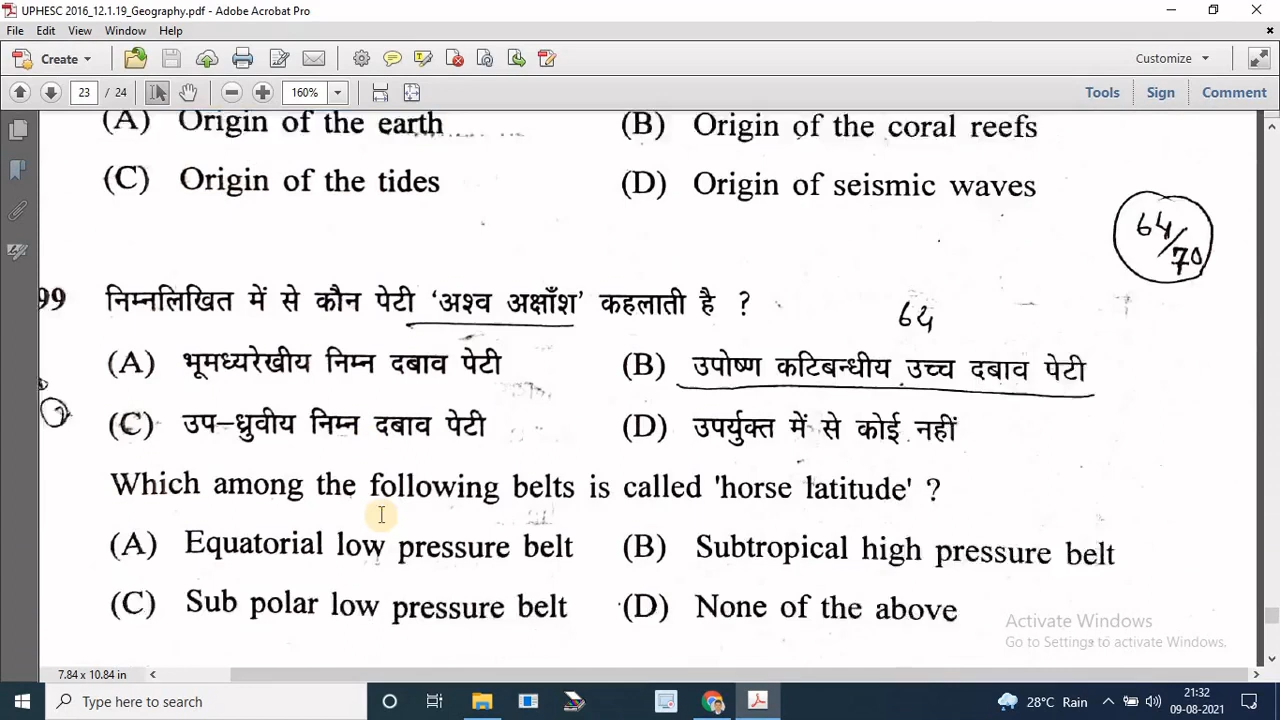 UPHESC 2016_12.1.19_Geography.pdf - Adobe Acrobat Pro
File Edit View Window Help
Create Customize
23 / 24 160% Tools Sign Comment
(A) Origin of the earth (B) Origin of the coral reefs
(C) Origin of the tides (D) Origin of seismic waves
64/70
99 निम्नलिखित में से कौन पेटी ‘अश्व अक्षाँश’ कहलाती है ?
64
(A) भूमध्यरेखीय निम्न दबाव पेटी (B) उपोष्ण कटिबन्धीय उच्च दबाव पेटी
(C) उप–ध्रुवीय निम्न दबाव पेटी (D) उपर्युक्त में से कोई नहीं
Which among the following belts is called 'horse latitude' ?
(A) Equatorial low pressure belt (B) Subtropical high pressure belt
(C) Sub polar low pressure belt (D) None of the above
Activate Windows
Go to Settings to activate Windows.
7.84 x 10.84 in
Type here to search 28°C Rain 21:32
09-08-2021